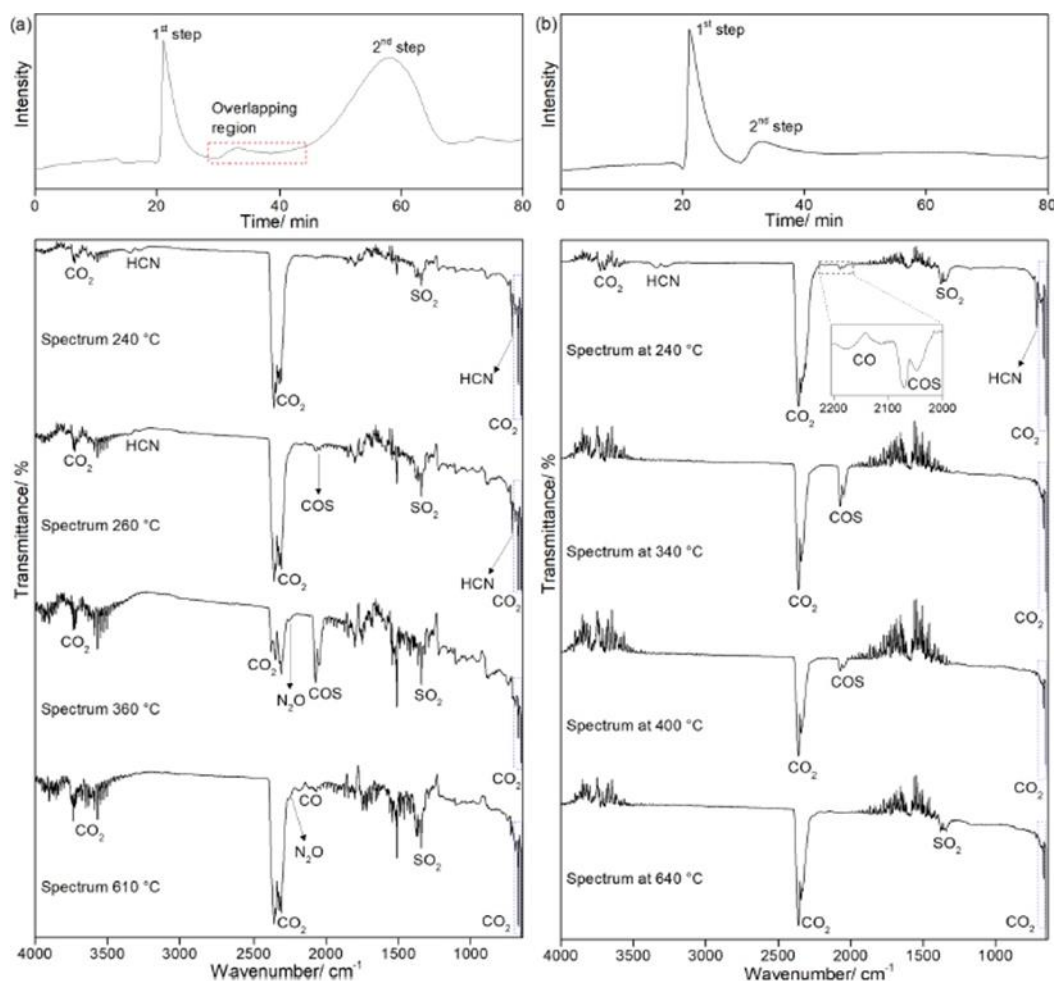 (a)
1st step
2nd step
Overlapping
region
Intensity
0 20 40 60 80
Time/ min
CO2
HCN
SO2
Spectrum 240 °C
HCN
CO2
CO2
CO2
HCN
COS
SO2
Spectrum 260 °C
CO2
HCN
CO2
CO2
CO2
N2O
COS
SO2
Spectrum 360 °C
CO2
CO
CO2
N2O
SO2
Spectrum 610 °C
CO2
CO2
Transmittance/ %
4000 3500 3000 2500 2000 1500 1000
Wavenumber/ cm-1
(b)
1st step
2nd step
Intensity
0 20 40 60 80
Time/ min
CO2
HCN
SO2
Spectrum at 240 °C
CO
COS
2200 2100 2000
HCN
CO2
CO2
COS
Spectrum at 340 °C
CO2
CO2
COS
Spectrum at 400 °C
CO2
CO2
SO2
Spectrum at 640 °C
CO2
CO2
Transmittance/ %
4000 3500 3000 2500 2000 1500 1000
Wavenumber/ cm-1